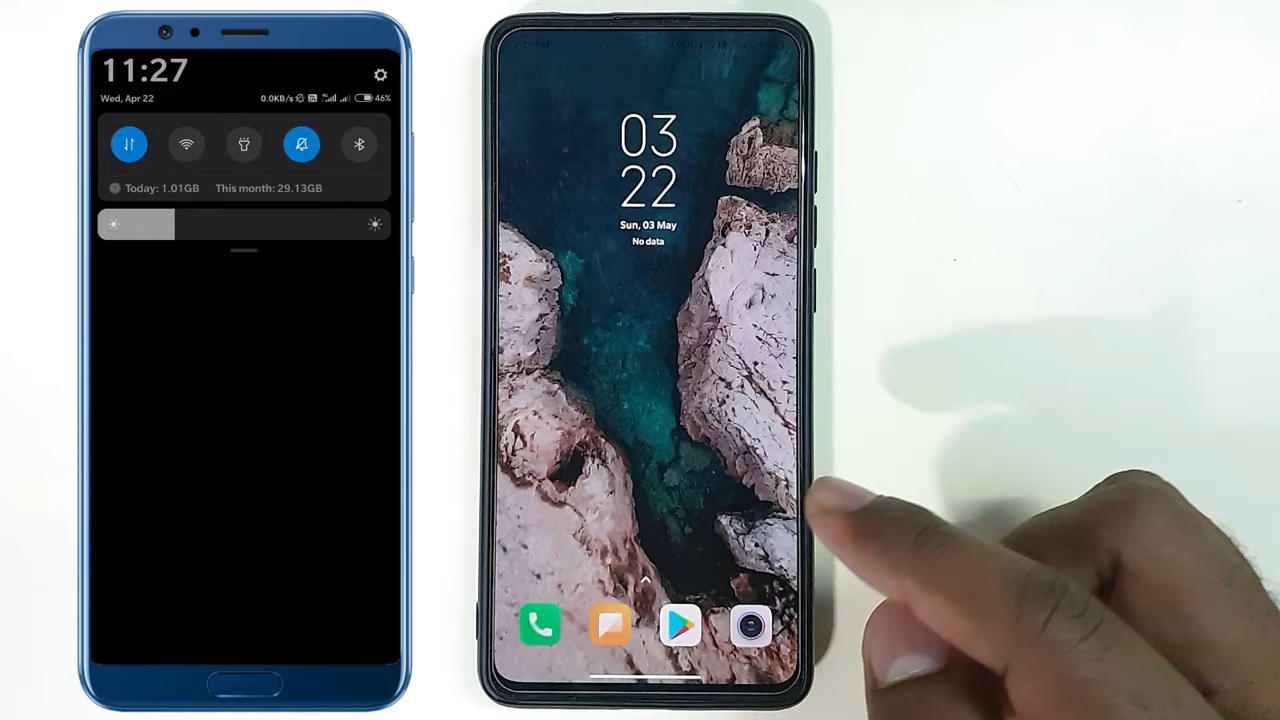 11:27
Wed, Apr 22
0.0KB/s
46%
Today: 1.01GB This month: 29.13GB
03
22
Sun, 03 May
No data